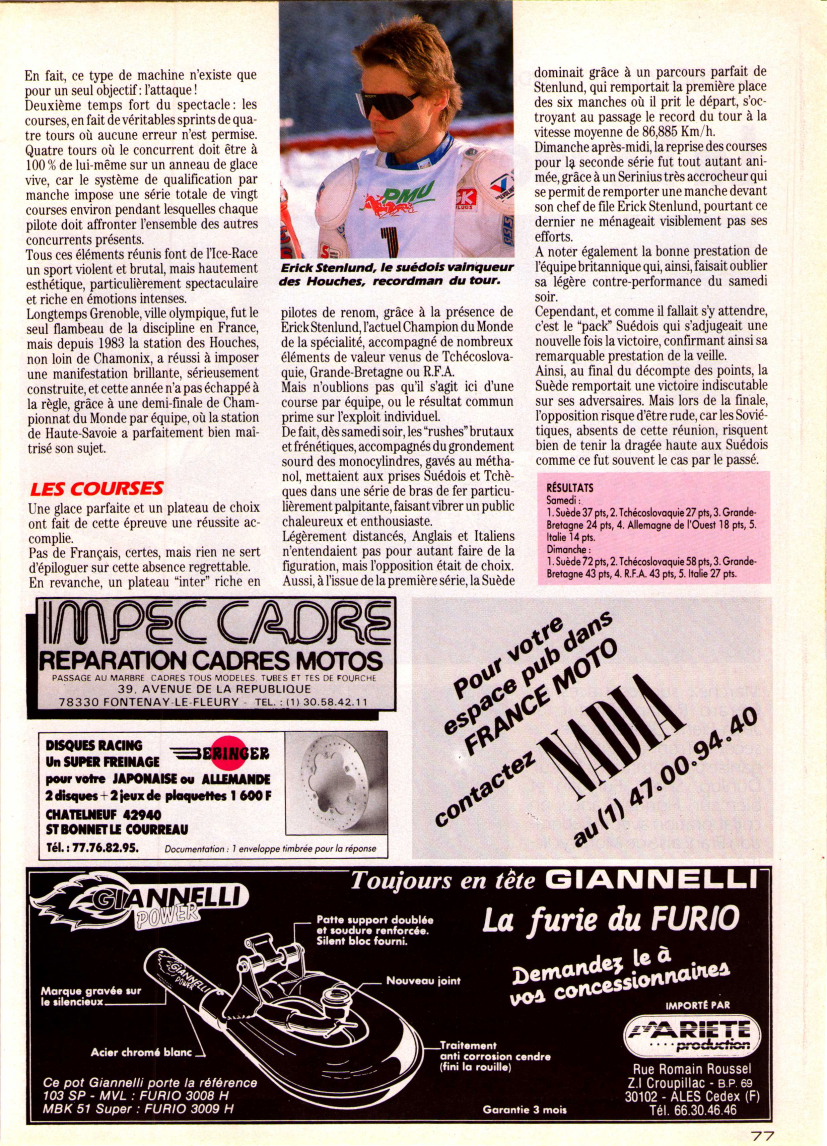 En fait, ce type de machine n'existe que
pour un seul objectif : l'attaque !
Deuxième temps fort du spectacle : les
courses, en fait de véritables sprints de qua-
tre tours où aucune erreur n'est permise.
Quatre tours où le concurrent doit être à
100 % de lui-même sur un anneau de glace
vive, car le système de qualification par
manche impose une série totale de vingt
courses environ pendant lesquelles chaque
pilote doit affronter l'ensemble des autres
concurrents présents.
Tous ces éléments réunis font de l'Ice-Race
un sport violent et brutal, mais hautement
esthétique, particulièrement spectaculaire
et riche en émotions intenses.
Longtemps Grenoble, ville olympique, fut le
seul flambeau de la discipline en France,
mais depuis 1983 la station des Houches,
non loin de Chamonix, a réussi à imposer
une manifestation brillante, sérieusement
construite, et cette année n'a pas échappé à
la règle, grâce à une demi-finale de Cham-
pionnat du Monde par équipe, où la station
de Haute-Savoie a parfaitement bien maî-
trisé son sujet.
LES COURSES
Une glace parfaite et un plateau de choix
ont fait de cette épreuve une réussite ac-
complie.
Pas de Français, certes, mais rien ne sert
d'épiloguer sur cette absence regrettable.
En revanche, un plateau "inter" riche en
PMU
1
Erick Stenlund, le suédois vainqueur
des Houches, recordman du tour.
pilotes de renom, grâce à la présence de
Erick Stenlund, l'actuel Champion du Monde
de la spécialité, accompagné de nombreux
éléments de valeur venus de Tchécoslova-
quie, Grande-Bretagne ou R.F.A.
Mais n'oublions pas qu'il s'agit ici d'une
course par équipe, ou le résultat commun
prime sur l'exploit individuel.
De fait, dès samedi soir, les "rushes" brutaux
et frénétiques, accompagnés du grondement
sourd des monocylindres, gavés au métha-
nol, mettaient aux prises Suédois et Tchè-
ques dans une série de bras de fer particu-
lièrement palpitante, faisant vibrer un public
chaleureux et enthousiaste.
Légèrement distancés, Anglais et Italiens
n'entendaient pas pour autant faire de la
figuration, mais l'opposition était de choix.
Aussi, à l'issue de la première série, la Suède
dominait grâce à un parcours parfait de
Stenlund, qui remportait la première place
des six manches où il prit le départ, s'oc-
troyant au passage le record du tour à la
vitesse moyenne de 86,885 Km/h.
Dimanche après-midi, la reprise des courses
pour la seconde série fut tout autant ani-
mée, grâce à un Serinius très accrocheur qui
se permit de remporter une manche devant
son chef de file Erick Stenlund, pourtant ce
dernier ne ménageait visiblement pas ses
efforts.
A noter également la bonne prestation de
l'équipe britannique qui, ainsi, faisait oublier
sa légère contre-performance du samedi
soir.
Cependant, et comme il fallait s'y attendre,
c'est le "pack" Suédois qui s'adjugeait une
nouvelle fois la victoire, confirmant ainsi sa
remarquable prestation de la veille.
Ainsi, au final du décompte des points, la
Suède remportait une victoire indiscutable
sur ses adversaires. Mais lors de la finale,
l'opposition risque d'être rude, car les Sovié-
tiques, absents de cette réunion, risquent
bien de tenir la dragée haute aux Suédois
comme ce fut souvent le cas par le passé.
RÉSULTATS
Samedi :
1. Suède 37 pts, 2. Tchécoslovaquie 27 pts, 3. Grande-
Bretagne 24 pts, 4. Allemagne de l'Ouest 18 pts, 5.
Italie 14 pts.
Dimanche :
1. Suède 72 pts, 2. Tchécoslovaquie 58 pts, 3. Grande-
Bretagne 43 pts, 4. R.F.A. 43 pts, 5. Italie 27 pts.
IMPEC CADRE
REPARATION CADRES MOTOS
PASSAGE AU MARBRE CADRES TOUS MODELES, TUBES ET TES DE FOURCHE
39, AVENUE DE LA REPUBLIQUE
78330 FONTENAY-LE-FLEURY - TEL. : (1) 30.58.42.11
Pour votre
espace pub dans
FRANCE MOTO
contactez NADIA
au (1) 47.00.94.40
DISQUES RACING
Un SUPER FREINAGE
BERINGER
pour votre JAPONAISE ou ALLEMANDE
2 disques + 2 jeux de plaquettes 1 600 F
CHATELNEUF 42940
ST BONNET LE COURREAU
Tél. : 77.76.82.95.
Documentation : 1 enveloppe timbrée pour la réponse
GIANNELLI
POWER
Toujours en tête GIANNELLI
La furie du FURIO
Demandez le à
vos concessionnaires
Patte support doublée
et soudure renforcée.
Silent bloc fourni.
Nouveau joint
GIANNELLI
POWER
Marque gravée sur
le silencieux
Acier chromé blanc
Traitement
anti corrosion cendre
(fini la rouille)
Ce pot Giannelli porte la référence
103 SP - MVL : FURIO 3008 H
MBK 51 Super : FURIO 3009 H
Garantie 3 mois
IMPORTÉ PAR
ARIETE
production
Rue Romain Roussel
Z.I Croupillac - B.P. 69
30102 - ALES Cedex (F)
Tél. 66.30.46.46
77